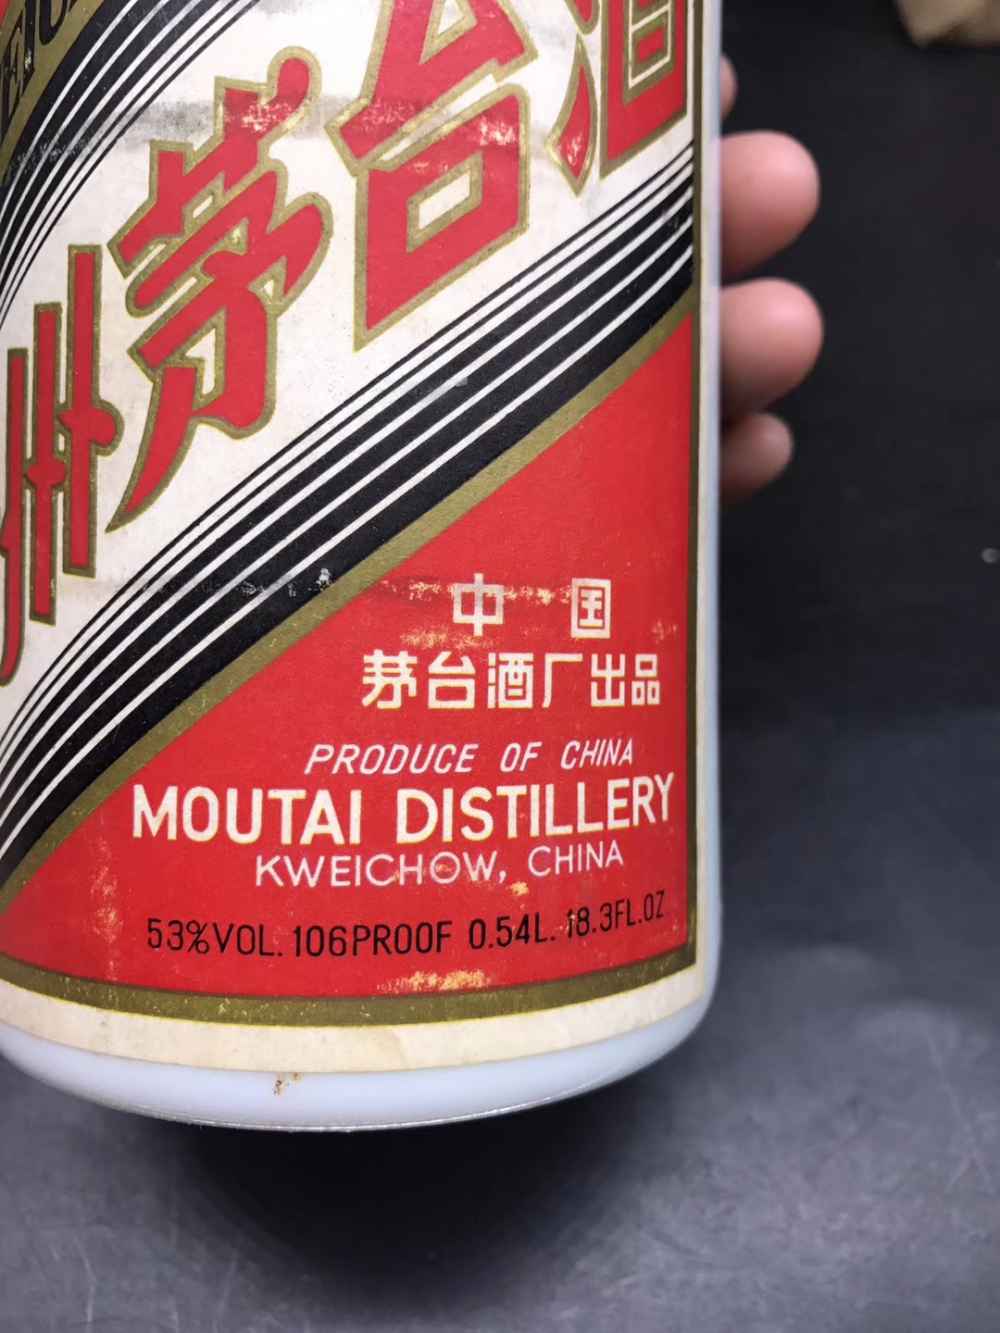 州茅台酒
中国
茅台酒厂出品
PRODUCE OF CHINA
MOUTAI DISTILLERY
KWEICHOW, CHINA
53%VOL. 106PROOF 0.54L. 18.3FL.OZ